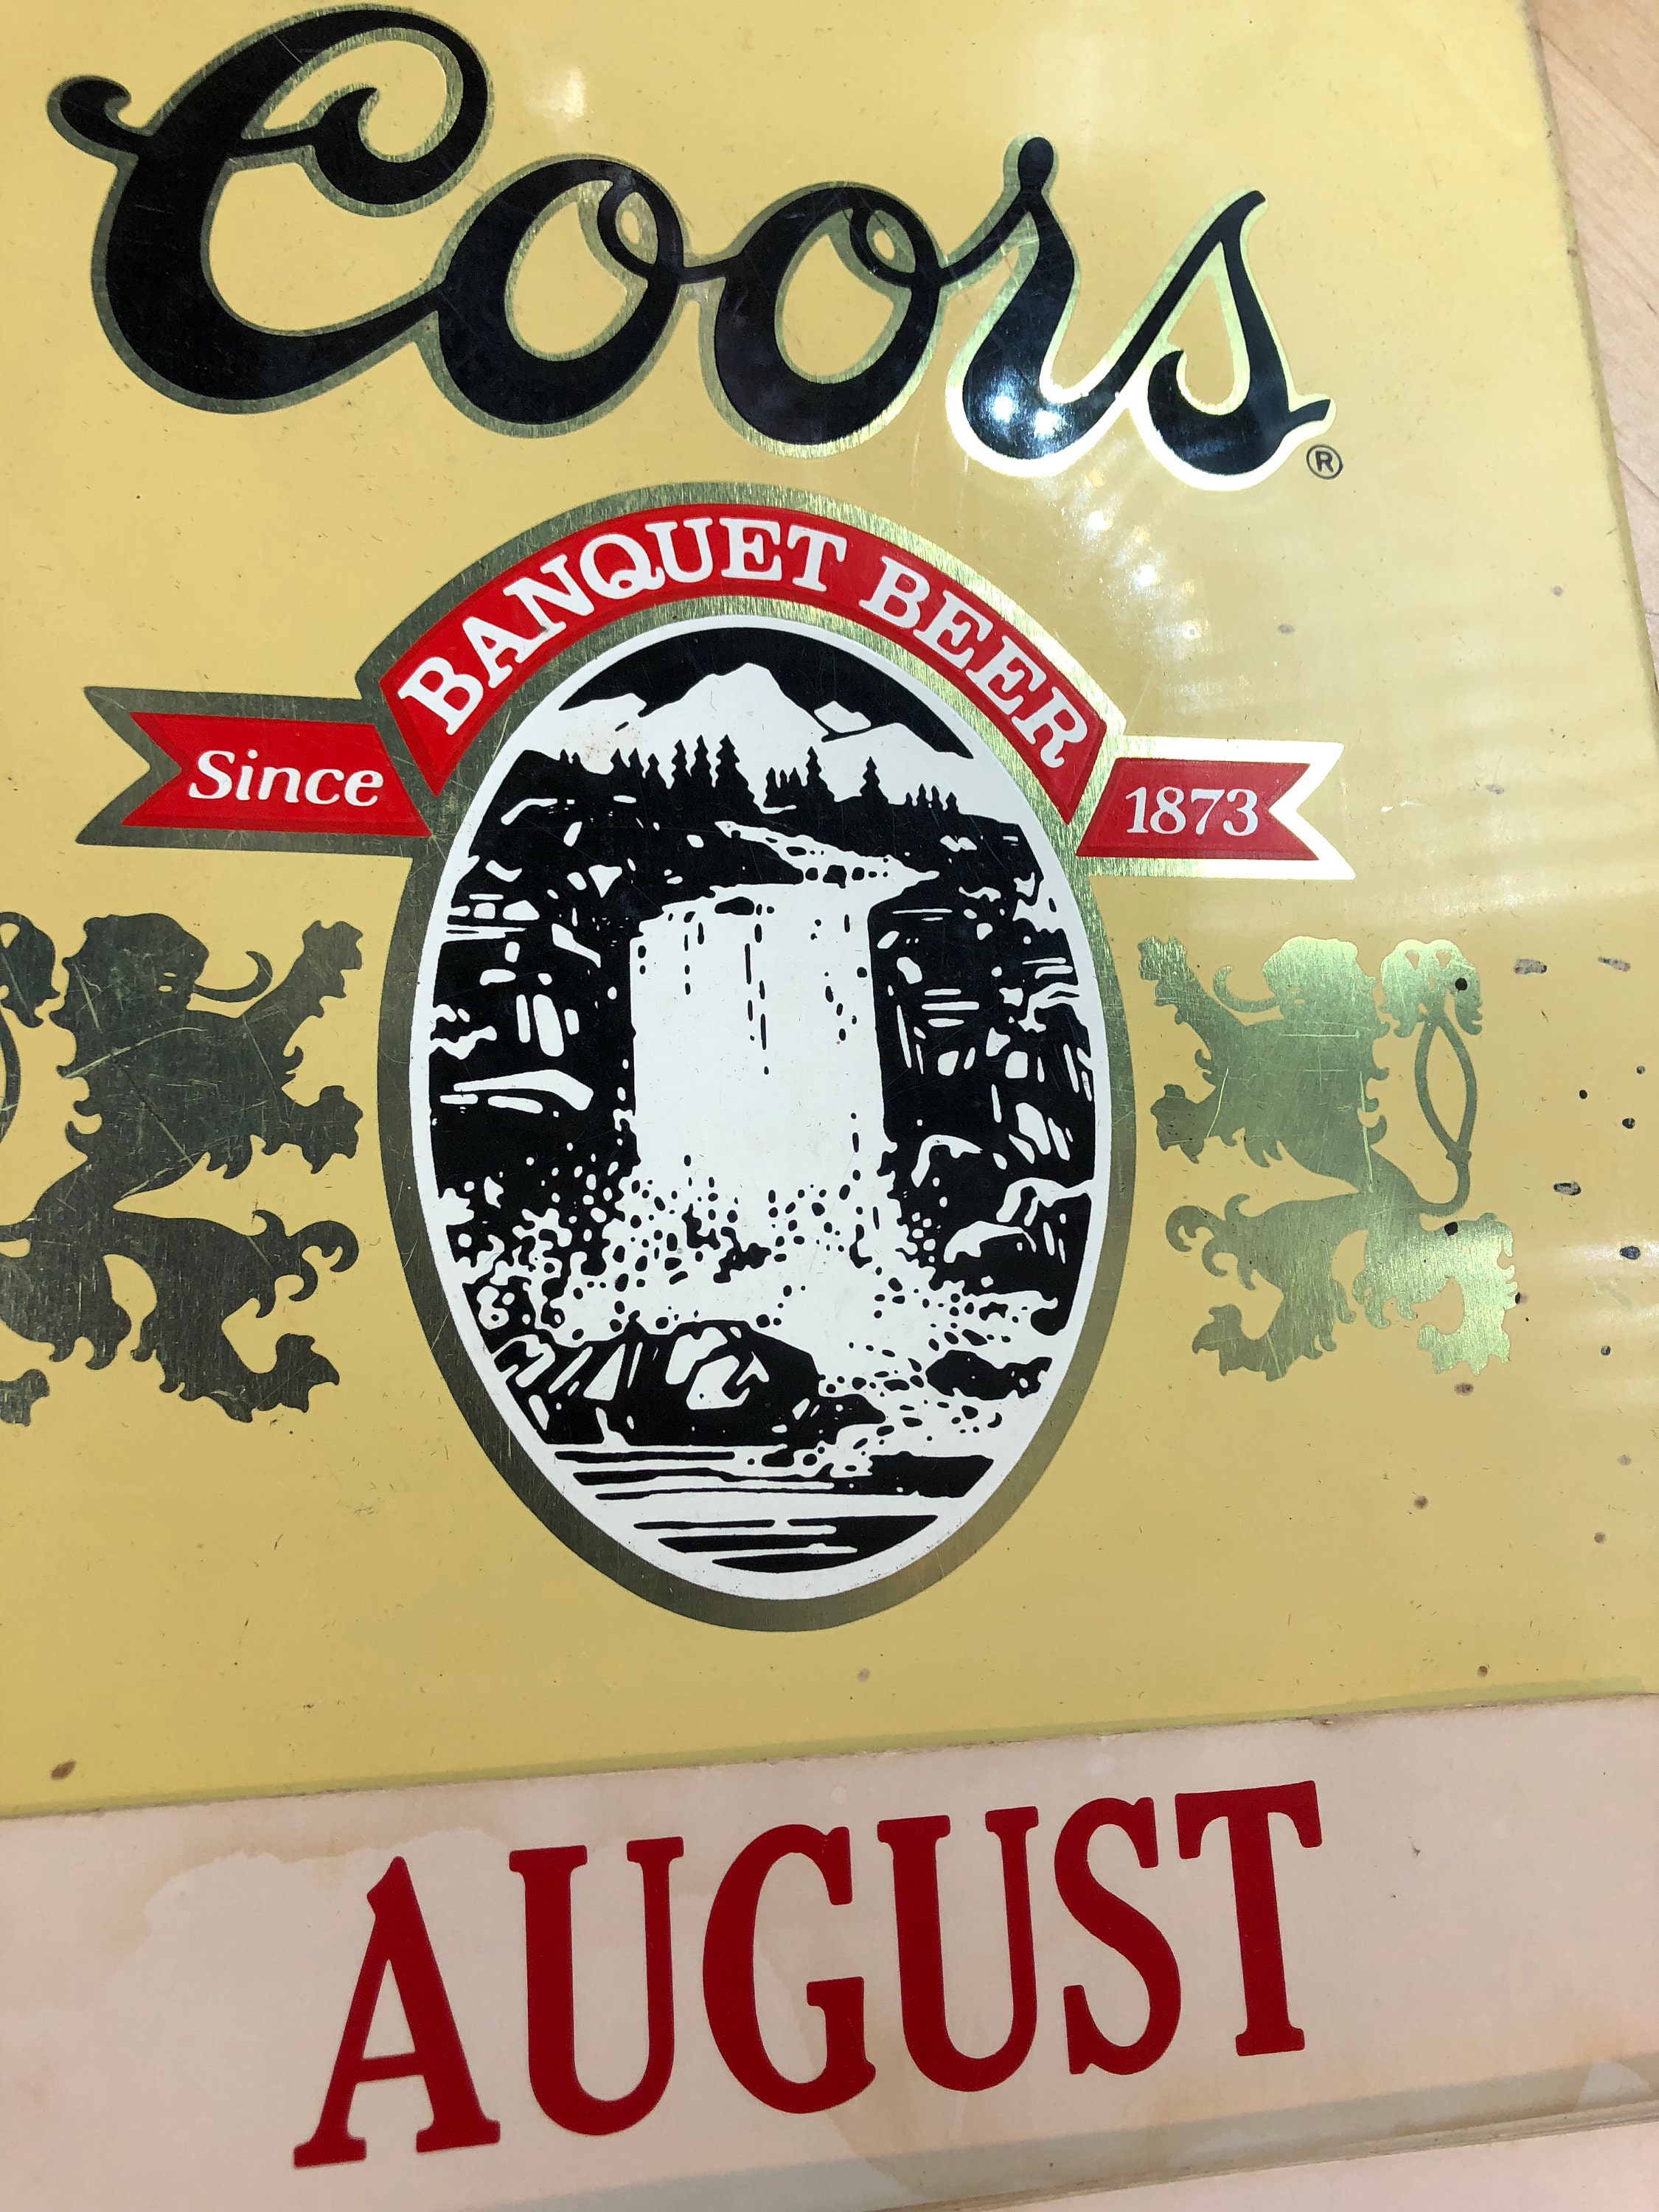 Coors®
BANQUET BEER
Since 1873
AUGUST